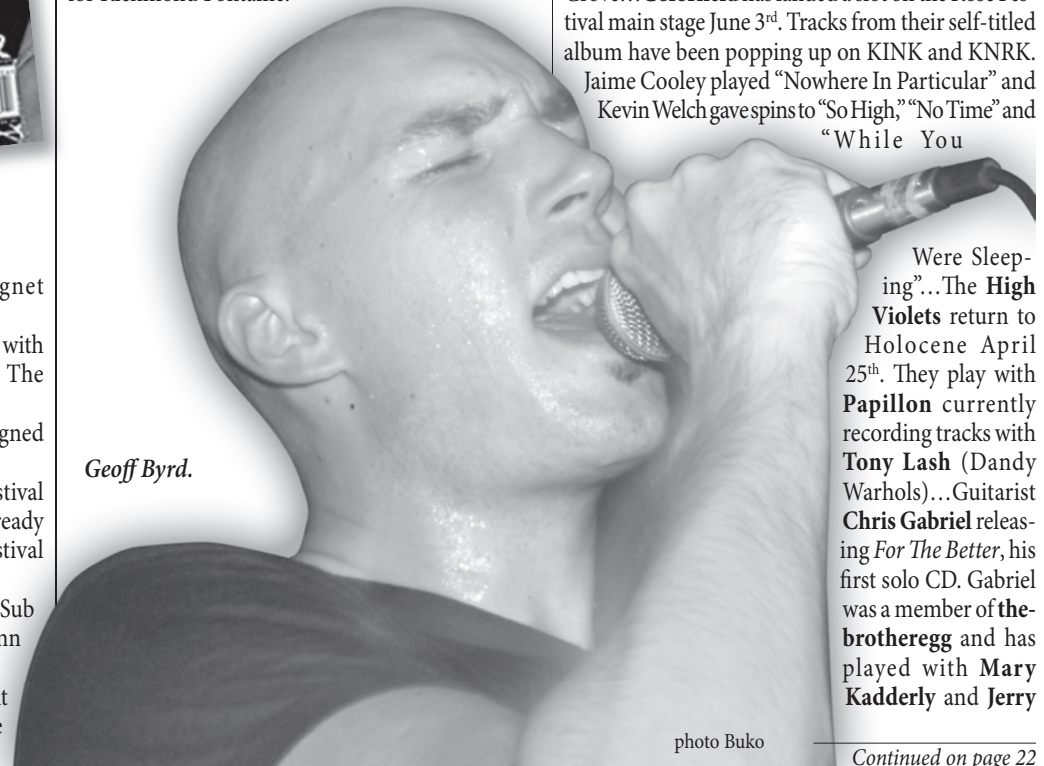 gnet
with
The
gned
stival
ready
stival
Sub
nn
Geoff Byrd.
tival main stage June 3rd. Tracks from their self-titled
album have been popping up on KINK and KNRK.
Jaime Cooley played “Nowhere In Particular” and
Kevin Welch gave spins to “So High,” “No Time” and
“While You
Were Sleep-
ing”…The High
Violets return to
Holocene April
25th. They play with
Papillon currently
recording tracks with
Tony Lash (Dandy
Warhols)…Guitarist
Chris Gabriel releas-
ing For The Better, his
first solo CD. Gabriel
was a member of the-
brotheregg and has
played with Mary
Kadderly and Jerry
photo Buko
Continued on page 22